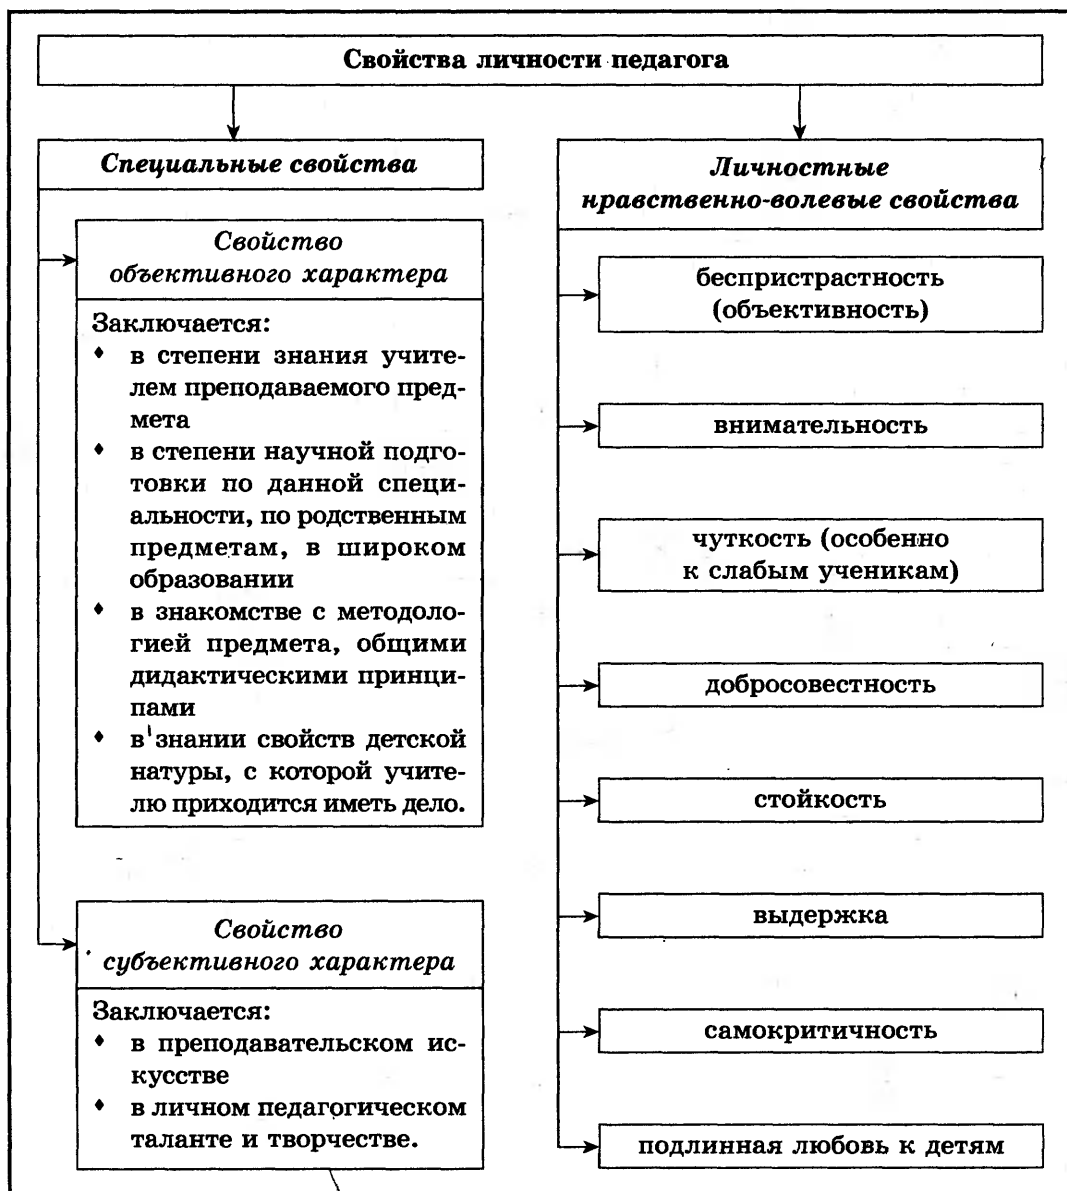 Свойства личности педагога
Специальные свойства
Свойство
объективного характера
Заключается:
♦ в степени знания учите-
лем преподаваемого пред-
мета
♦ в степени научной подго-
товки по данной специ-
альности, по родственным
предметам, в широком
образовании
♦ в знакомстве с методоло-
гией предмета, общими
дидактическими принци-
пами
♦ в знании свойств детской
натуры, с которой учите-
лю приходится иметь дело.
Свойство
субъективного характера
Заключается:
♦ в преподавательском ис-
кусстве
♦ в личном педагогическом
таланте и творчестве.
Личностные
нравственно-волевые свойства
беспристрастность
(объективность)
внимательность
чуткость (особенно
к слабым ученикам)
добросовестность
стойкость
выдержка
самокритичность
подлинная любовь к детям